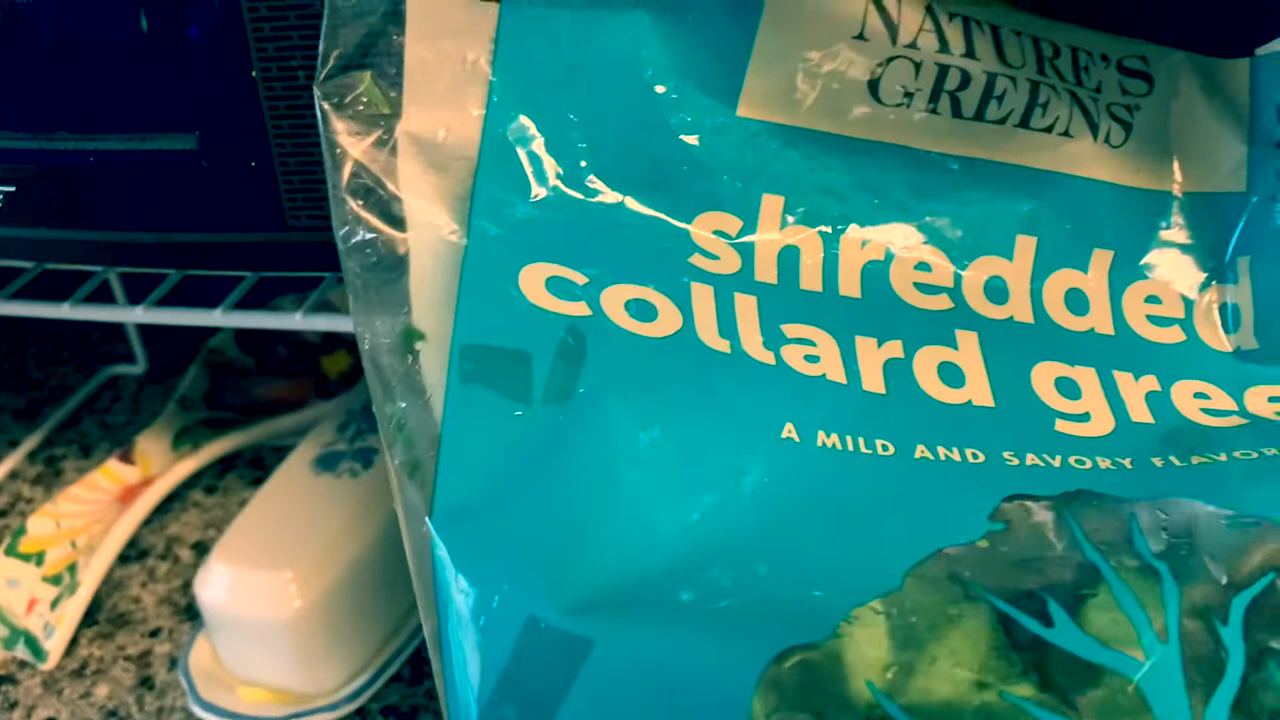 NATURE'S
GREENS®
shredded
collard gree
A MILD AND SAVORY FLAVOR